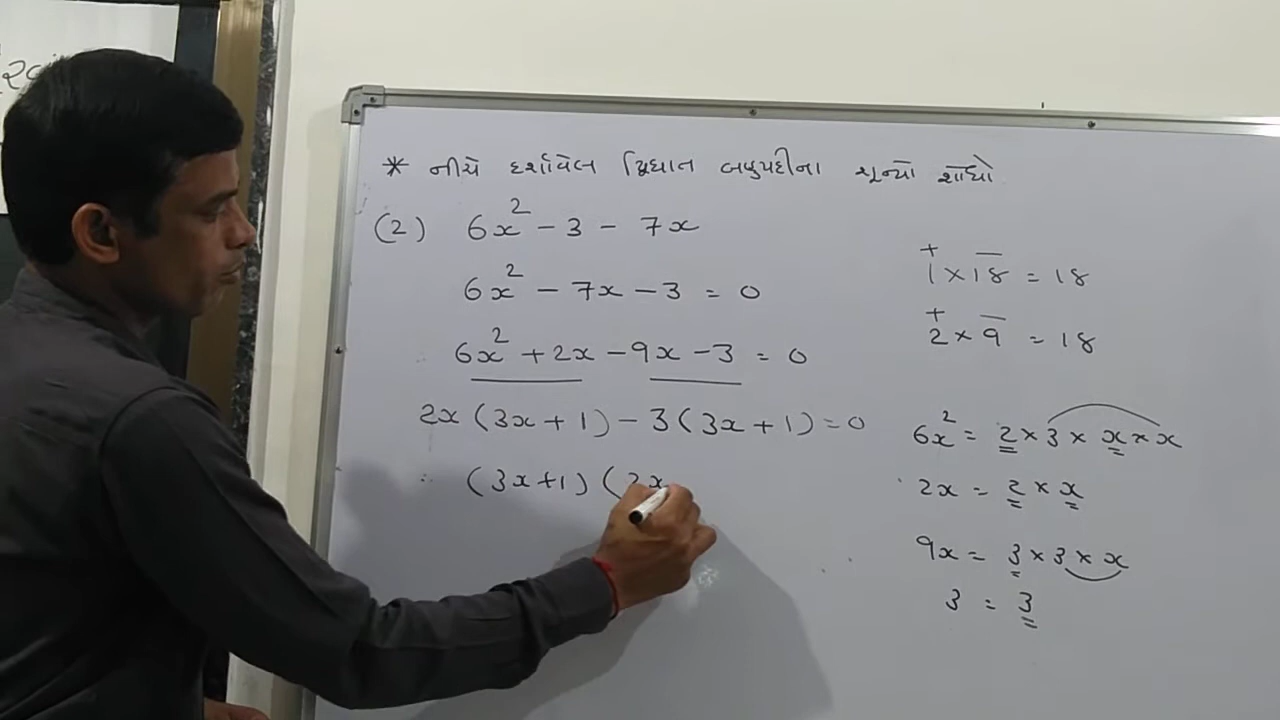 * નીચે દર્શાવેલ દ્વિઘાત બહુપદીના શૂન્યો શોધો
(2) 6x² - 3 - 7x
6x² - 7x - 3 = 0
∴ 6x² + 2x - 9x - 3 = 0
2x (3x + 1) - 3 (3x + 1) = 0
∴ (3x+1) (2x
+ −
1 × 18 = 18
+ −
2 × 9 = 18
6x² = 2 × 3 × x × x
2x = 2 × x
9x = 3 × 3 × x
3 = 3